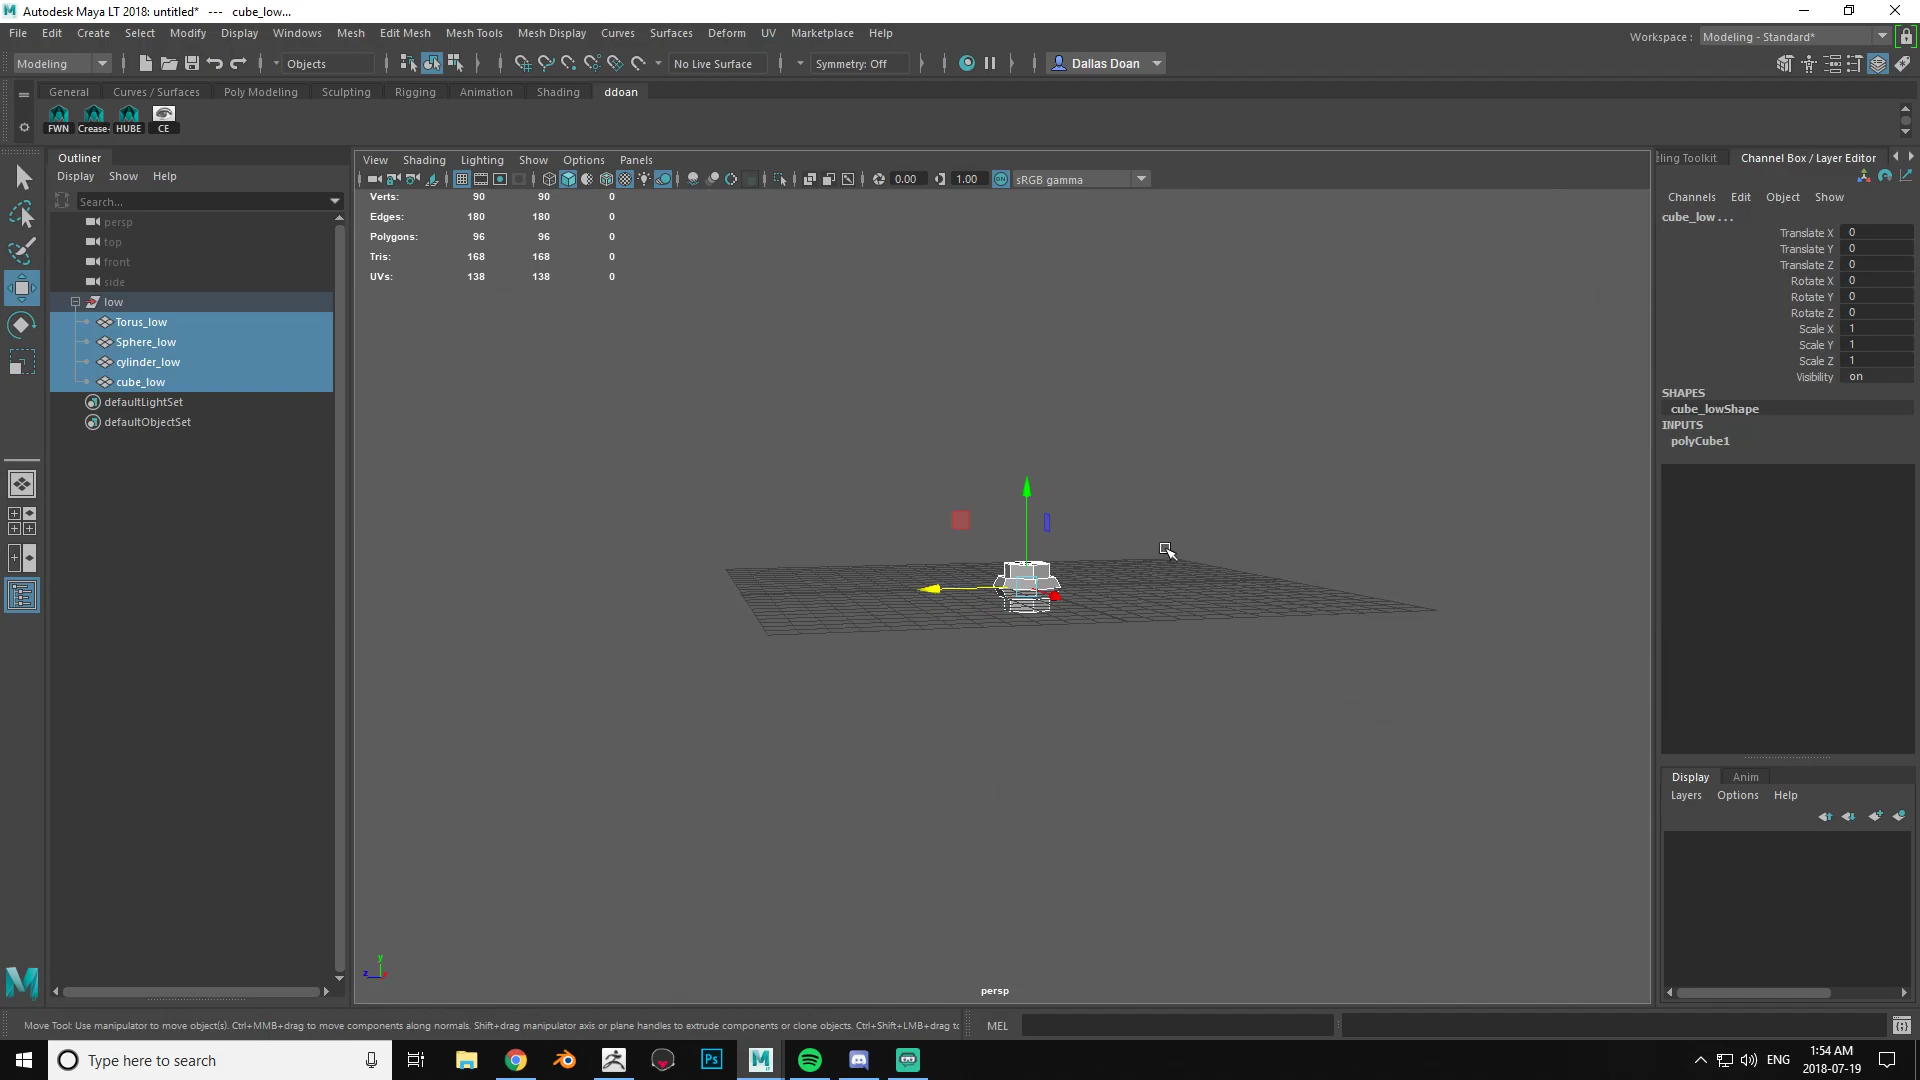 Autodesk Maya LT 2018: untitled*   ---   cube_low...
File Edit Create Select Modify Display Windows Mesh Edit Mesh Mesh Tools Mesh Display Curves Surfaces Deform UV Marketplace Help
Workspace : Modeling - Standard*
Modeling Objects No Live Surface Symmetry: Off Dallas Doan
General Curves / Surfaces Poly Modeling Sculpting Rigging Animation Shading ddoan
FWN Crease- HUBE CE
Outliner
Display Show Help
Search...
persp
top
front
side
low
Torus_low
Sphere_low
cylinder_low
cube_low
defaultLightSet
defaultObjectSet
View Shading Lighting Show Options Panels
0.00 1.00 ON sRGB gamma
Verts: 90 90 0
Edges: 180 180 0
Polygons: 96 96 0
Tris: 168 168 0
UVs: 138 138 0
y
z
persp
eling Toolkit Channel Box / Layer Editor
Channels Edit Object Show
cube_low . . .
Translate X 0
Translate Y 0
Translate Z 0
Rotate X 0
Rotate Y 0
Rotate Z 0
Scale X 1
Scale Y 1
Scale Z 1
Visibility on
SHAPES
cube_lowShape
INPUTS
polyCube1
Display Anim
Layers Options Help
Move Tool: Use manipulator to move object(s). Ctrl+MMB+drag to move components along normals. Shift+drag manipulator axis or plane handles to extrude components or clone objects. Ctrl+Shift+LMB+drag to
MEL
Type here to search
Ps
M
ENG
1:54 AM
2018-07-19